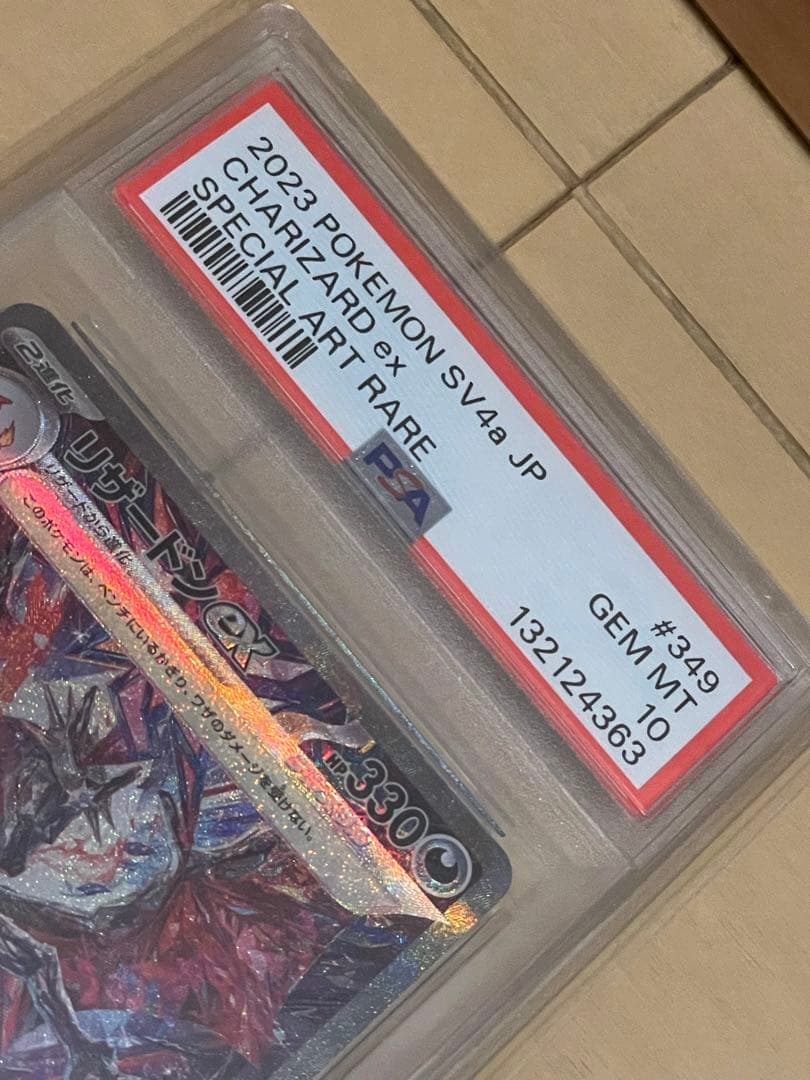 2023 POKEMON SV4a JP
#349
CHARIZARD ex
GEM MT
SPECIAL ART RARE
10
132124363
PSA
2進化
リザードンex
HP330
リザードから進化
このポケモンは、ベンチにいるかぎり、ワザのダメージを受けない。